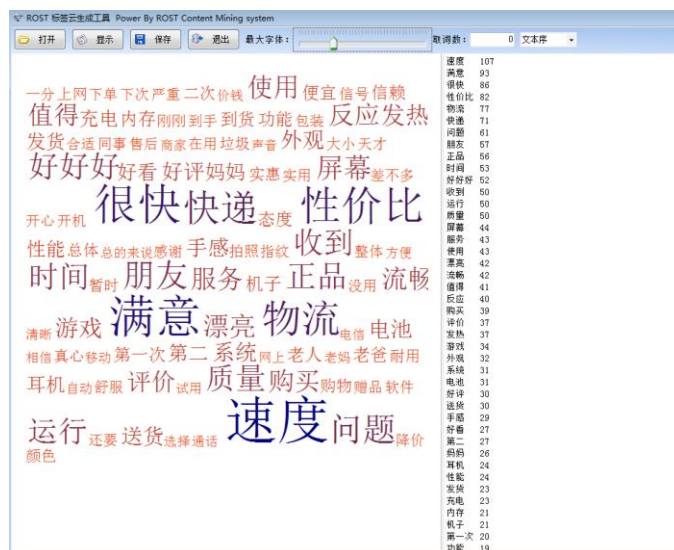 ROST 标签云生成工具 Power By ROST Content Mining system
打开 显示 保存 退出 最大字体: 取词数: 0 文本序
一分 上网 下单 下次 严重 二次 价钱 使用 便宜 信号 信赖
值得 充电 内存 刚刚 到手 到货 功能 包装 反应 发热
发货 合适 同事 售后 商家 在用 垃圾 声音 外观 大小 天才
好好好 好看 好评 妈妈 实惠 实用 屏幕 差不多
开心 开机 很快 快递 态度 性价比
性能 总体 总的来说 感谢 手感 拍照 指纹 收到 整体 方便
时间 暂时 朋友 服务 机子 正品 没用 流畅
清晰 游戏 满意 漂亮 物流 电信 电池
相信 真心 移动 第一次 第二 系统 网上 老人 老妈 老爸 耐用
耳机 自动 舒服 评价 试用 质量 购买 购物 赠品 软件
运行 还要 送货 选择 通话 速度 问题 降价
颜色
速度 107
满意 93
很快 86
性价比 82
物流 77
快递 71
问题 61
朋友 57
正品 56
时间 53
好好好 52
收到 50
运行 50
质量 50
屏幕 44
服务 43
使用 43
漂亮 42
流畅 42
值得 41
反应 40
购买 39
评价 37
发热 37
游戏 34
外观 32
系统 31
电池 31
好评 30
送货 30
手感 29
好看 27
第二 27
妈妈 26
耳机 24
性能 24
发货 23
充电 23
内存 21
机子 21
第一次 20
功能 19